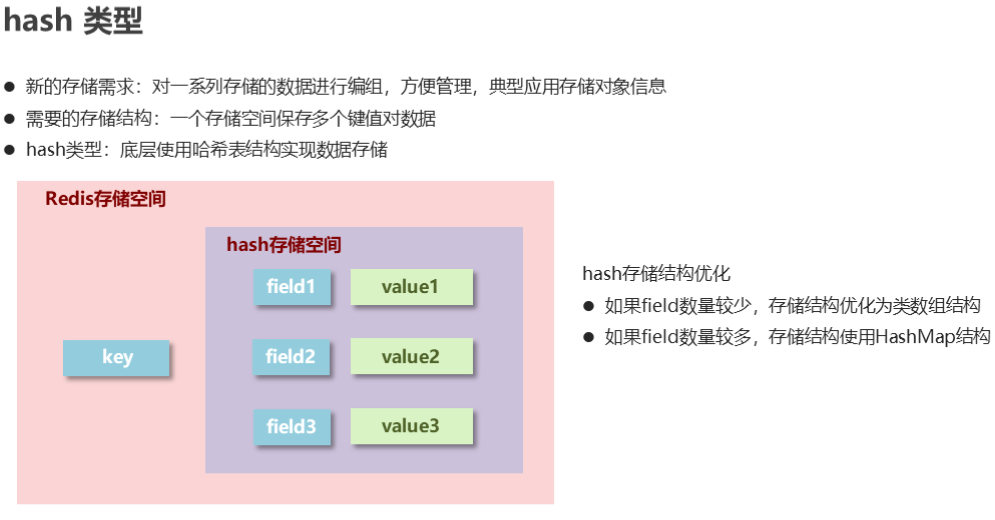 hash 类型
● 新的存储需求：对一系列存储的数据进行编组，方便管理，典型应用存储对象信息
● 需要的存储结构：一个存储空间保存多个键值对数据
● hash类型：底层使用哈希表结构实现数据存储
Redis存储空间
hash存储空间
key
field1 value1
field2 value2
field3 value3
hash存储结构优化
● 如果field数量较少，存储结构优化为类数组结构
● 如果field数量较多，存储结构使用HashMap结构